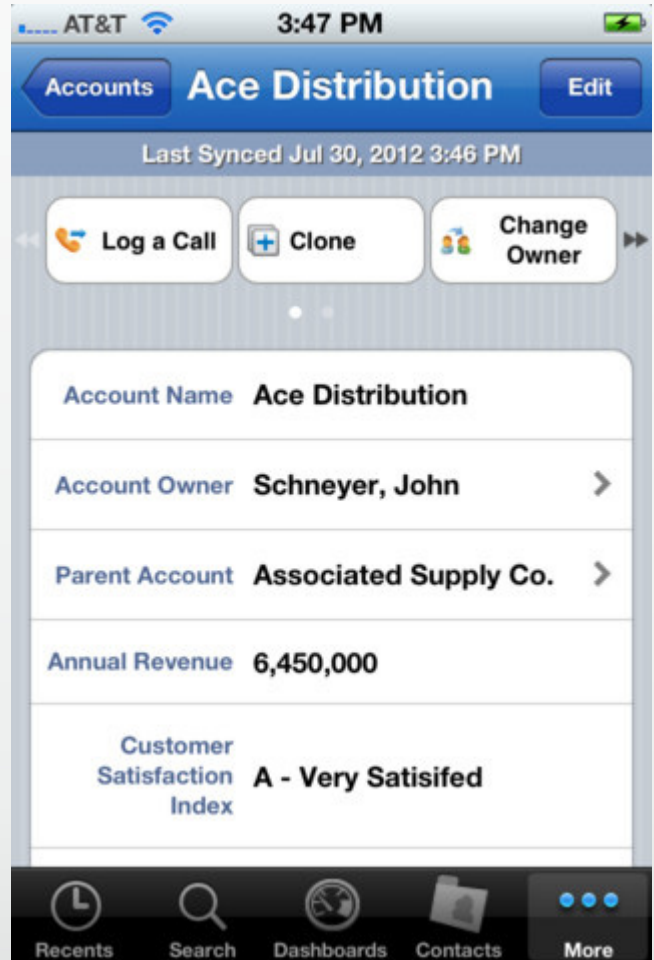 AT&T 3:47 PM
Accounts Ace Distribution Edit
Last Synced Jul 30, 2012 3:46 PM
Log a Call Clone Change
Owner
Account Name Ace Distribution
Account Owner Schneyer, John
Parent Account Associated Supply Co.
Annual Revenue 6,450,000
Customer
Satisfaction A - Very Satisifed
Index
Recents Search Dashboards Contacts More